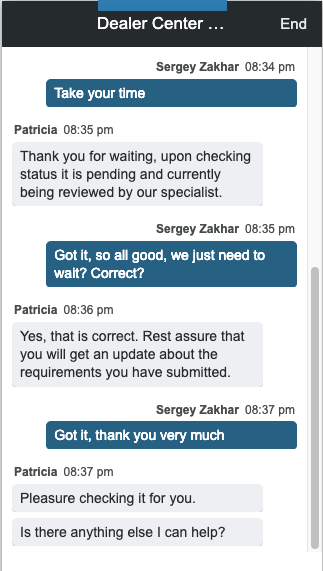 Dealer Center ...
End
Sergey Zakhar 08:34 pm
Take your time
Patricia 08:35 pm
Thank you for waiting, upon checking
status it is pending and currently
being reviewed by our specialist.
Sergey Zakhar 08:35 pm
Got it, so all good, we just need to
wait? Correct?
Patricia 08:36 pm
Yes, that is correct. Rest assure that
you will get an update about the
requirements you have submitted.
Sergey Zakhar 08:37 pm
Got it, thank you very much
Patricia 08:37 pm
Pleasure checking it for you.
Is there anything else I can help?